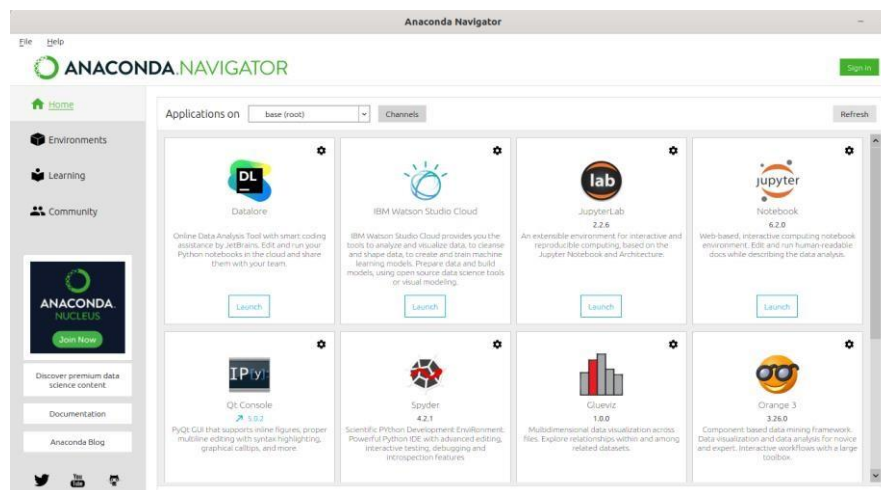 Anaconda Navigator
File Help
ANACONDA.NAVIGATOR
Sign in
Home
Environments
Learning
Community
ANACONDA.
NUCLEUS
Join Now
Discover premium data
science content
Documentation
Anaconda Blog
You
Tube
Applications on base (root) Channels Refresh
DL
Datalore
Online Data Analysis Tool with smart coding
assistance by JetBrains. Edit and run your
Python notebooks in the cloud and share
them with your team.
Launch
IBM Watson Studio Cloud
IBM Watson Studio Cloud provides you the
tools to analyze and visualize data, to cleanse
and shape data, to create and train machine
learning models. Prepare data and build
models, using open source data science tools
or visual modeling.
Launch
lab
JupyterLab
2.2.6
An extensible environment for interactive and
reproducible computing, based on the
Jupyter Notebook and Architecture.
Launch
jupyter
Notebook
6.2.0
Web-based, interactive computing notebook
environment. Edit and run human-readable
docs while describing the data analysis.
Launch
IP[y]:
Qt Console
5.0.2
PyQt GUI that supports inline figures, proper
multiline editing with syntax highlighting,
graphical calltips, and more.
Spyder
4.2.1
Scientific PYthon Development EnviRonment.
Powerful Python IDE with advanced editing,
interactive testing, debugging and
introspection features
Glueviz
1.0.0
Multidimensional data visualization across
files. Explore relationships within and among
related datasets.
Orange 3
3.26.0
Component based data mining framework.
Data visualization and data analysis for novice
and expert. Interactive workflows with a large
toolbox.